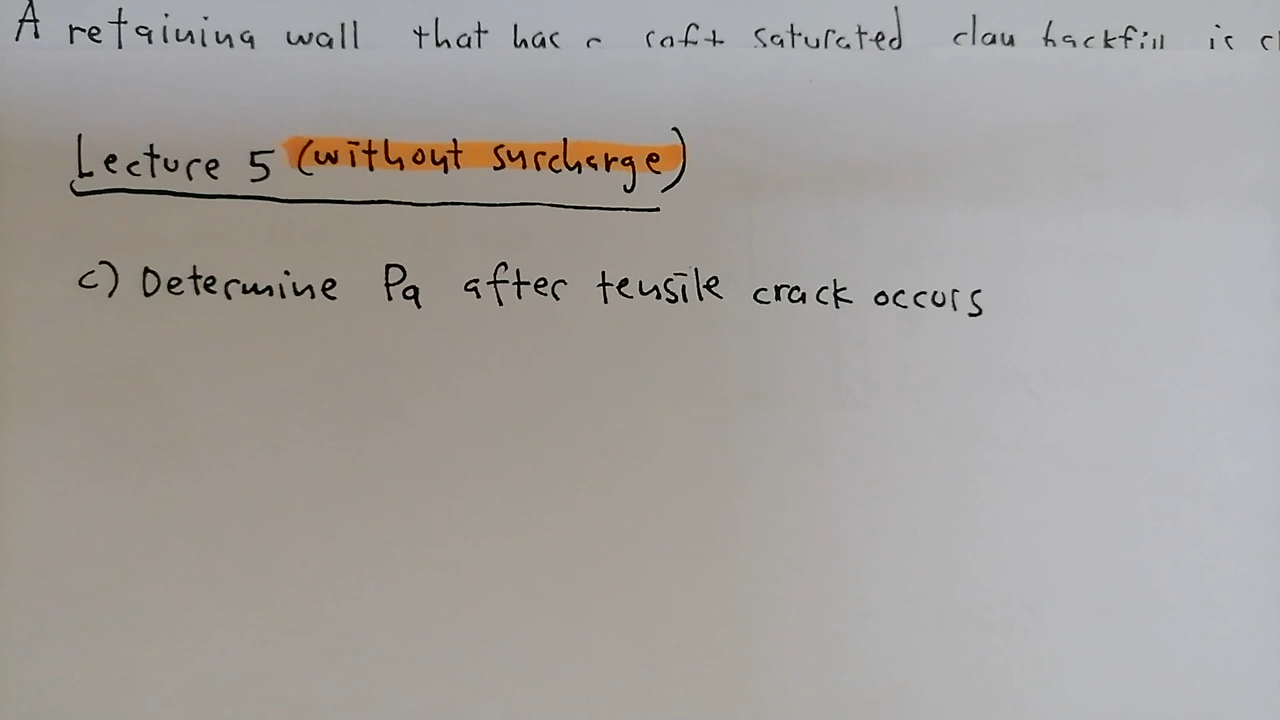 A retaining wall that has a soft saturated clay backfill is
Lecture 5 (without surcharge)
c) Determine Pa after tensile crack occurs